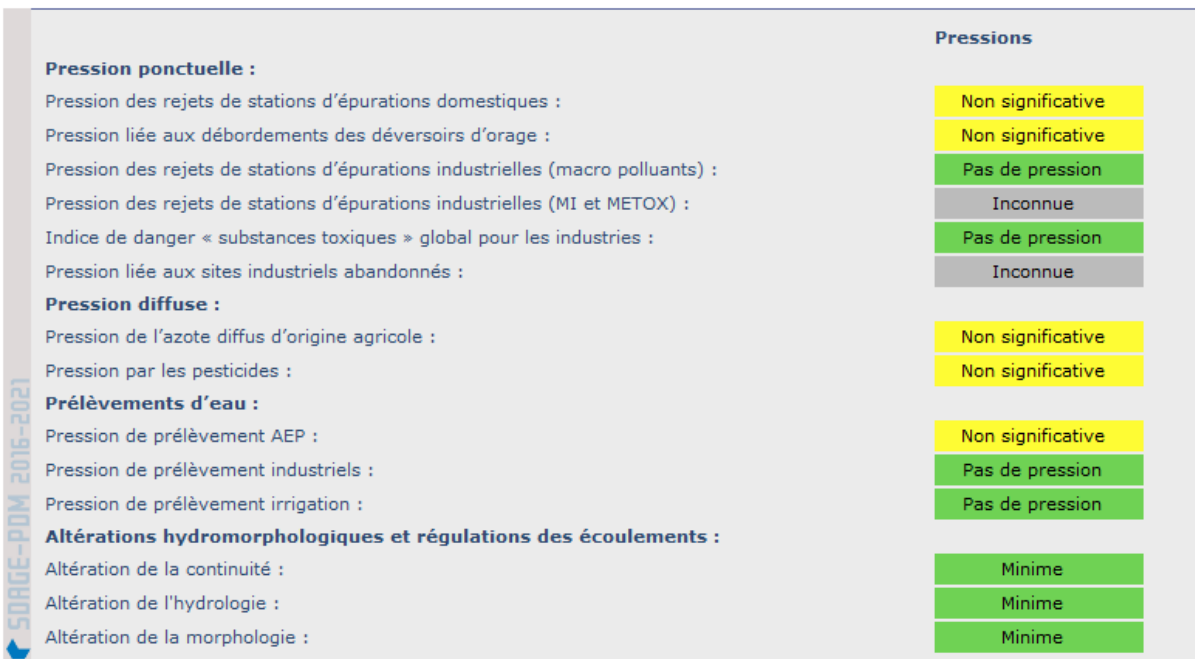 Pressions
Pression ponctuelle :
Pression des rejets de stations d’épurations domestiques : Non significative
Pression liée aux débordements des déversoirs d’orage : Non significative
Pression des rejets de stations d’épurations industrielles (macro polluants) : Pas de pression
Pression des rejets de stations d’épurations industrielles (MI et METOX) : Inconnue
Indice de danger « substances toxiques » global pour les industries : Pas de pression
Pression liée aux sites industriels abandonnés : Inconnue
Pression diffuse :
Pression de l’azote diffus d’origine agricole : Non significative
Pression par les pesticides : Non significative
Prélèvements d’eau :
Pression de prélèvement AEP : Non significative
Pression de prélèvement industriels : Pas de pression
Pression de prélèvement irrigation : Pas de pression
Altérations hydromorphologiques et régulations des écoulements :
Altération de la continuité : Minime
Altération de l'hydrologie : Minime
Altération de la morphologie : Minime
SDAGE-PDM 2016-2021